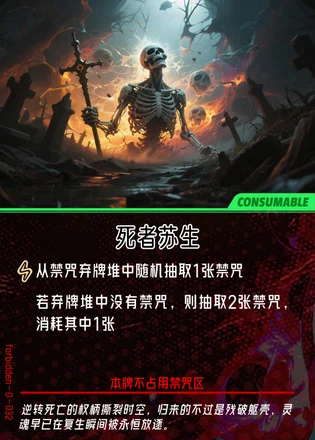 CONSUMABLE
死者苏生
从禁咒弃牌堆中随机抽取1张禁咒
若弃牌堆中没有禁咒，则抽取2张禁咒，
消耗其中1张
本牌不占用禁咒区
逆转死亡的权柄撕裂时空，归来的不过是残破躯壳，灵
魂早已在复生瞬间被永恒放逐。
forbidden-0-032